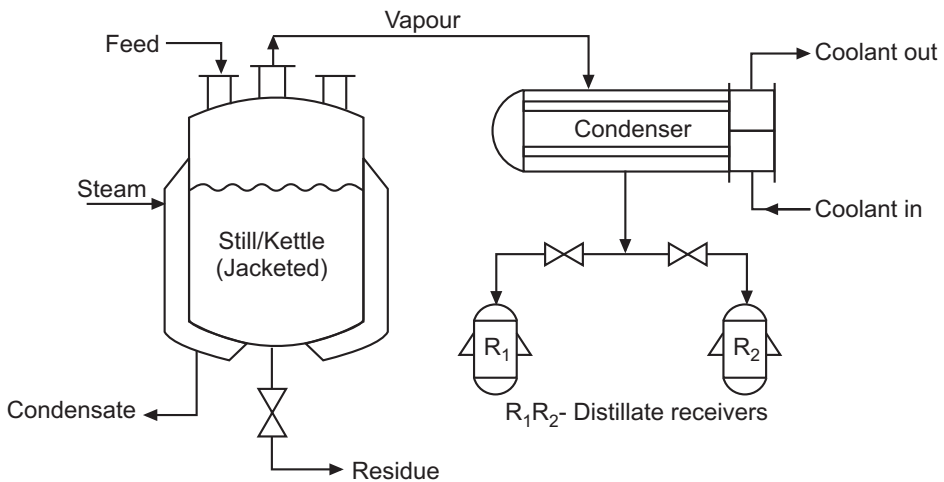 Vapour
Feed
Coolant out
Condenser
Steam
Coolant in
Still/Kettle
(Jacketed)
R₁
R₂
Condensate
R₁R₂- Distillate receivers
Residue